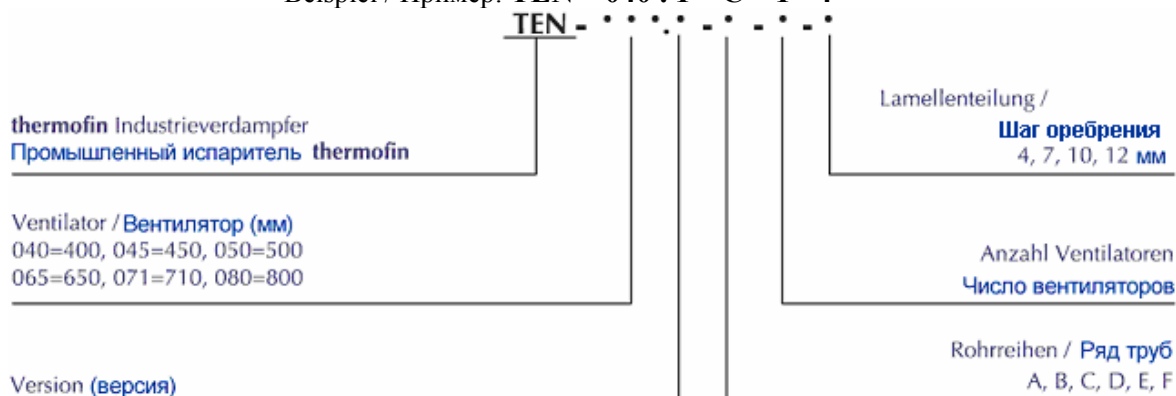 TEN - • • •.• - • - • - •
Lamellenteilung /
Шаг оребрения
4, 7, 10, 12 мм
thermofin Industrieverdampfer
Промышленный испаритель thermofin
Ventilator / Вентилятор (мм)
040=400, 045=450, 050=500
065=650, 071=710, 080=800
Anzahl Ventilatoren
Число вентиляторов
Rohrreihen / Ряд труб
A, B, C, D, E, F
Version (версия)